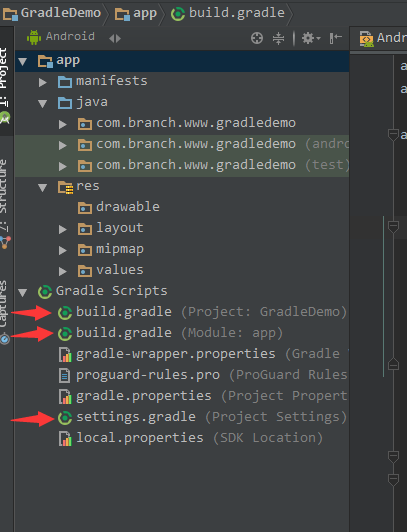 GradleDemo app build.gradle
Android Andr
app
manifests
java
com.branch.www.gradledemo
com.branch.www.gradledemo (andr
com.branch.www.gradledemo (test)
res
drawable
layout
mipmap
values
Gradle Scripts
build.gradle (Project: GradleDemo)
build.gradle (Module: app)
gradle-wrapper.properties (Gradle
proguard-rules.pro (ProGuard Rules
gradle.properties (Project Propert
settings.gradle (Project Settings)
local.properties (SDK Location)
1: Project
7: Structure
Captures
a
a
a